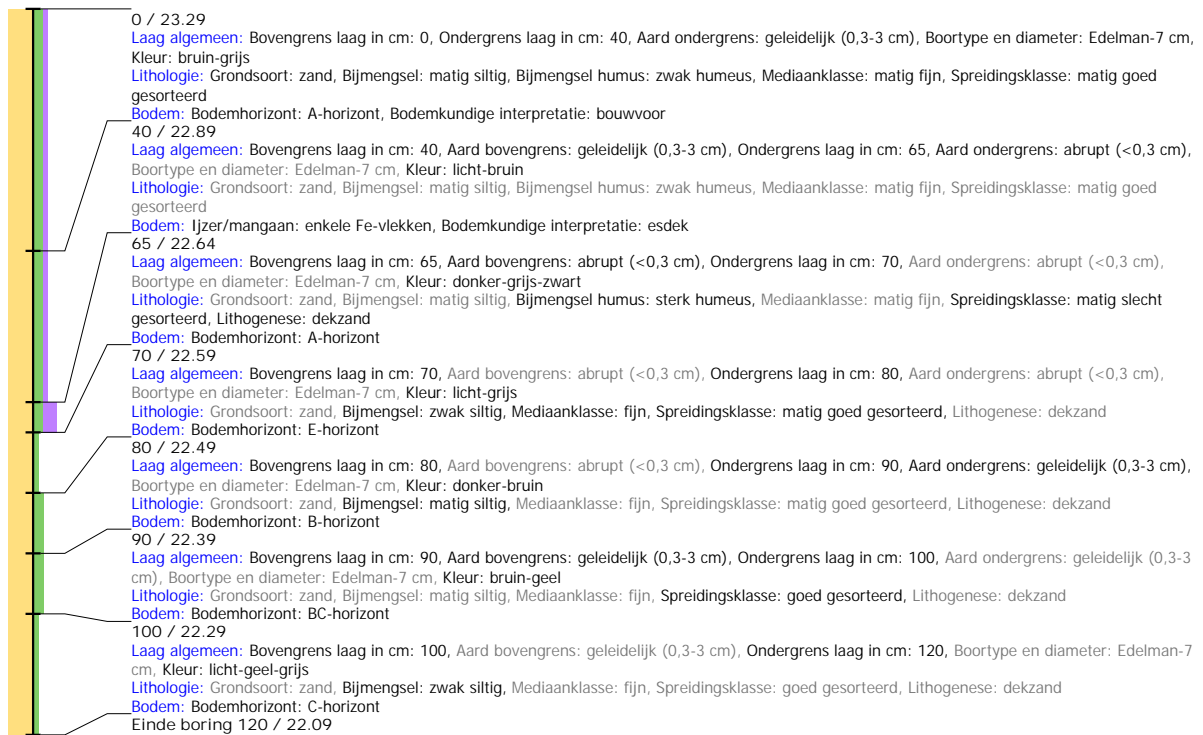 0 / 23.29
Laag algemeen: Bovengrens laag in cm: 0, Ondergrens laag in cm: 40, Aard ondergrens: geleidelijk (0,3-3 cm), Boortype en diameter: Edelman-7 cm,
Kleur: bruin-grijs
Lithologie: Grondsoort: zand, Bijmengsel: matig siltig, Bijmengsel humus: zwak humeus, Mediaanklasse: matig fijn, Spreidingsklasse: matig goed
gesorteerd
Bodem: Bodemhorizont: A-horizont, Bodemkundige interpretatie: bouwvoor
40 / 22.89
Laag algemeen: Bovengrens laag in cm: 40, Aard bovengrens: geleidelijk (0,3-3 cm), Ondergrens laag in cm: 65, Aard ondergrens: abrupt (<0,3 cm),
Boortype en diameter: Edelman-7 cm, Kleur: licht-bruin
Lithologie: Grondsoort: zand, Bijmengsel: matig siltig, Bijmengsel humus: zwak humeus, Mediaanklasse: matig fijn, Spreidingsklasse: matig goed
gesorteerd
Bodem: Ijzer/mangaan: enkele Fe-vlekken, Bodemkundige interpretatie: esdek
65 / 22.64
Laag algemeen: Bovengrens laag in cm: 65, Aard bovengrens: abrupt (<0,3 cm), Ondergrens laag in cm: 70, Aard ondergrens: abrupt (<0,3 cm),
Boortype en diameter: Edelman-7 cm, Kleur: donker-grijs-zwart
Lithologie: Grondsoort: zand, Bijmengsel: matig siltig, Bijmengsel humus: sterk humeus, Mediaanklasse: matig fijn, Spreidingsklasse: matig slecht
gesorteerd, Lithogenese: dekzand
Bodem: Bodemhorizont: A-horizont
70 / 22.59
Laag algemeen: Bovengrens laag in cm: 70, Aard bovengrens: abrupt (<0,3 cm), Ondergrens laag in cm: 80, Aard ondergrens: abrupt (<0,3 cm),
Boortype en diameter: Edelman-7 cm, Kleur: licht-grijs
Lithologie: Grondsoort: zand, Bijmengsel: zwak siltig, Mediaanklasse: fijn, Spreidingsklasse: matig goed gesorteerd, Lithogenese: dekzand
Bodem: Bodemhorizont: E-horizont
80 / 22.49
Laag algemeen: Bovengrens laag in cm: 80, Aard bovengrens: abrupt (<0,3 cm), Ondergrens laag in cm: 90, Aard ondergrens: geleidelijk (0,3-3 cm),
Boortype en diameter: Edelman-7 cm, Kleur: donker-bruin
Lithologie: Grondsoort: zand, Bijmengsel: matig siltig, Mediaanklasse: fijn, Spreidingsklasse: matig goed gesorteerd, Lithogenese: dekzand
Bodem: Bodemhorizont: B-horizont
90 / 22.39
Laag algemeen: Bovengrens laag in cm: 90, Aard bovengrens: geleidelijk (0,3-3 cm), Ondergrens laag in cm: 100, Aard ondergrens: geleidelijk (0,3-3
cm), Boortype en diameter: Edelman-7 cm, Kleur: bruin-geel
Lithologie: Grondsoort: zand, Bijmengsel: matig siltig, Mediaanklasse: fijn, Spreidingsklasse: goed gesorteerd, Lithogenese: dekzand
Bodem: Bodemhorizont: BC-horizont
100 / 22.29
Laag algemeen: Bovengrens laag in cm: 100, Aard bovengrens: geleidelijk (0,3-3 cm), Ondergrens laag in cm: 120, Boortype en diameter: Edelman-7
cm, Kleur: licht-geel-grijs
Lithologie: Grondsoort: zand, Bijmengsel: zwak siltig, Mediaanklasse: fijn, Spreidingsklasse: goed gesorteerd, Lithogenese: dekzand
Bodem: Bodemhorizont: C-horizont
Einde boring 120 / 22.09